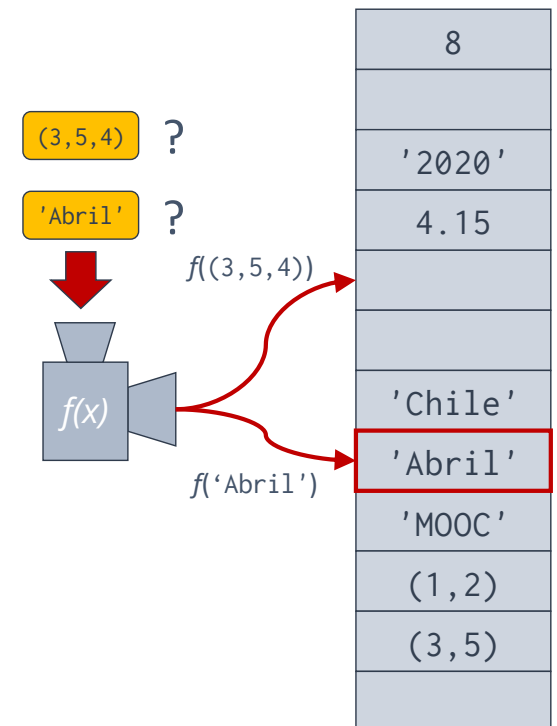 (3,5,4) ?
'Abril' ?
f((3,5,4))
f(x)
f(‘Abril’)
8
'2020'
4.15
'Chile'
'Abril'
'MOOC'
(1,2)
(3,5)